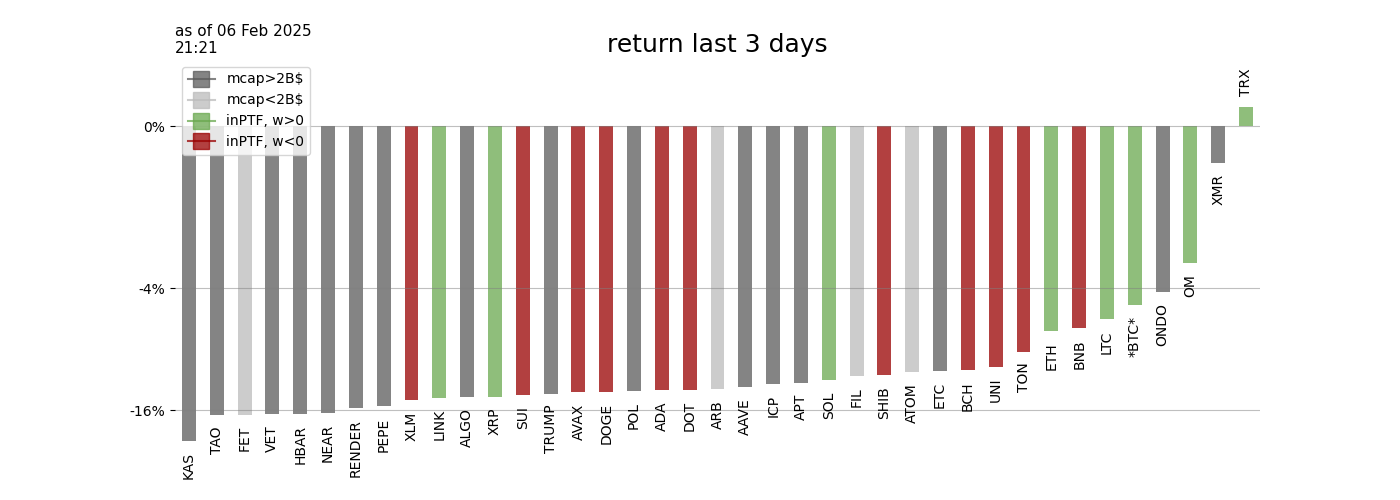 as of 06 Feb 2025
21:21
return last 3 days
mcap>2B$
mcap<2B$
inPTF, w>0
inPTF, w<0
0%
-4%
-16%
KAS
TAO
FET
VET
HBAR
NEAR
RENDER
PEPE
XLM
LINK
ALGO
XRP
SUI
TRUMP
AVAX
DOGE
POL
ADA
DOT
ARB
AAVE
ICP
APT
SOL
FIL
SHIB
ATOM
ETC
BCH
UNI
TON
ETH
BNB
LTC
*BTC*
ONDO
OM
XMR
TRX